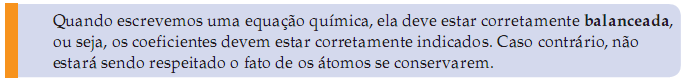 Quando escrevemos uma equação química, ela deve estar corretamente balanceada,
ou seja, os coeficientes devem estar corretamente indicados. Caso contrário, não
estará sendo respeitado o fato de os átomos se conservarem.